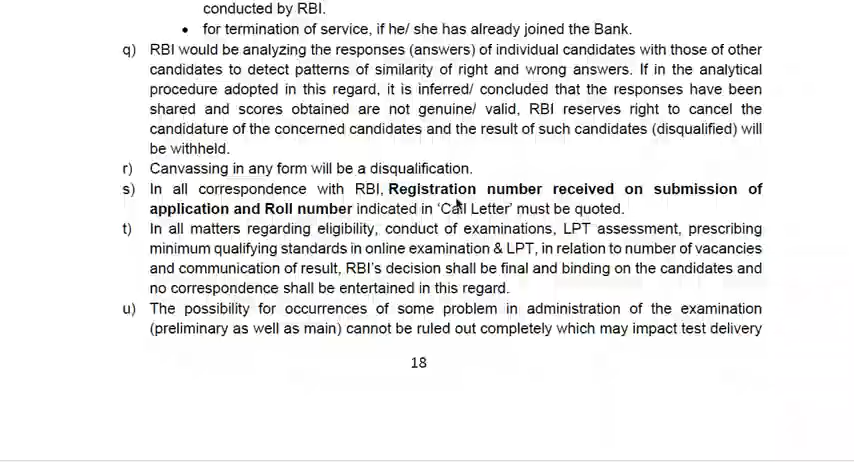 conducted by RBI.
• for termination of service, if he/ she has already joined the Bank.
q) RBI would be analyzing the responses (answers) of individual candidates with those of other
candidates to detect patterns of similarity of right and wrong answers. If in the analytical
procedure adopted in this regard, it is inferred/ concluded that the responses have been
shared and scores obtained are not genuine/ valid, RBI reserves right to cancel the
candidature of the concerned candidates and the result of such candidates (disqualified) will
be withheld.
r) Canvassing in any form will be a disqualification.
s) In all correspondence with RBI, Registration number received on submission of
application and Roll number indicated in ‘Call Letter’ must be quoted.
t) In all matters regarding eligibility, conduct of examinations, LPT assessment, prescribing
minimum qualifying standards in online examination & LPT, in relation to number of vacancies
and communication of result, RBI’s decision shall be final and binding on the candidates and
no correspondence shall be entertained in this regard.
u) The possibility for occurrences of some problem in administration of the examination
(preliminary as well as main) cannot be ruled out completely which may impact test delivery
18